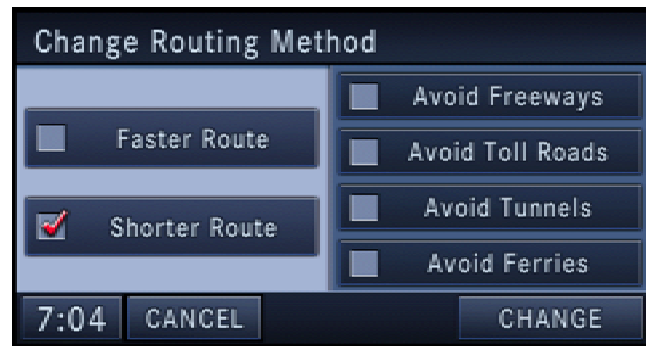 Change Routing Method
Faster Route
Shorter Route
Avoid Freeways
Avoid Toll Roads
Avoid Tunnels
Avoid Ferries
7:04 CANCEL CHANGE